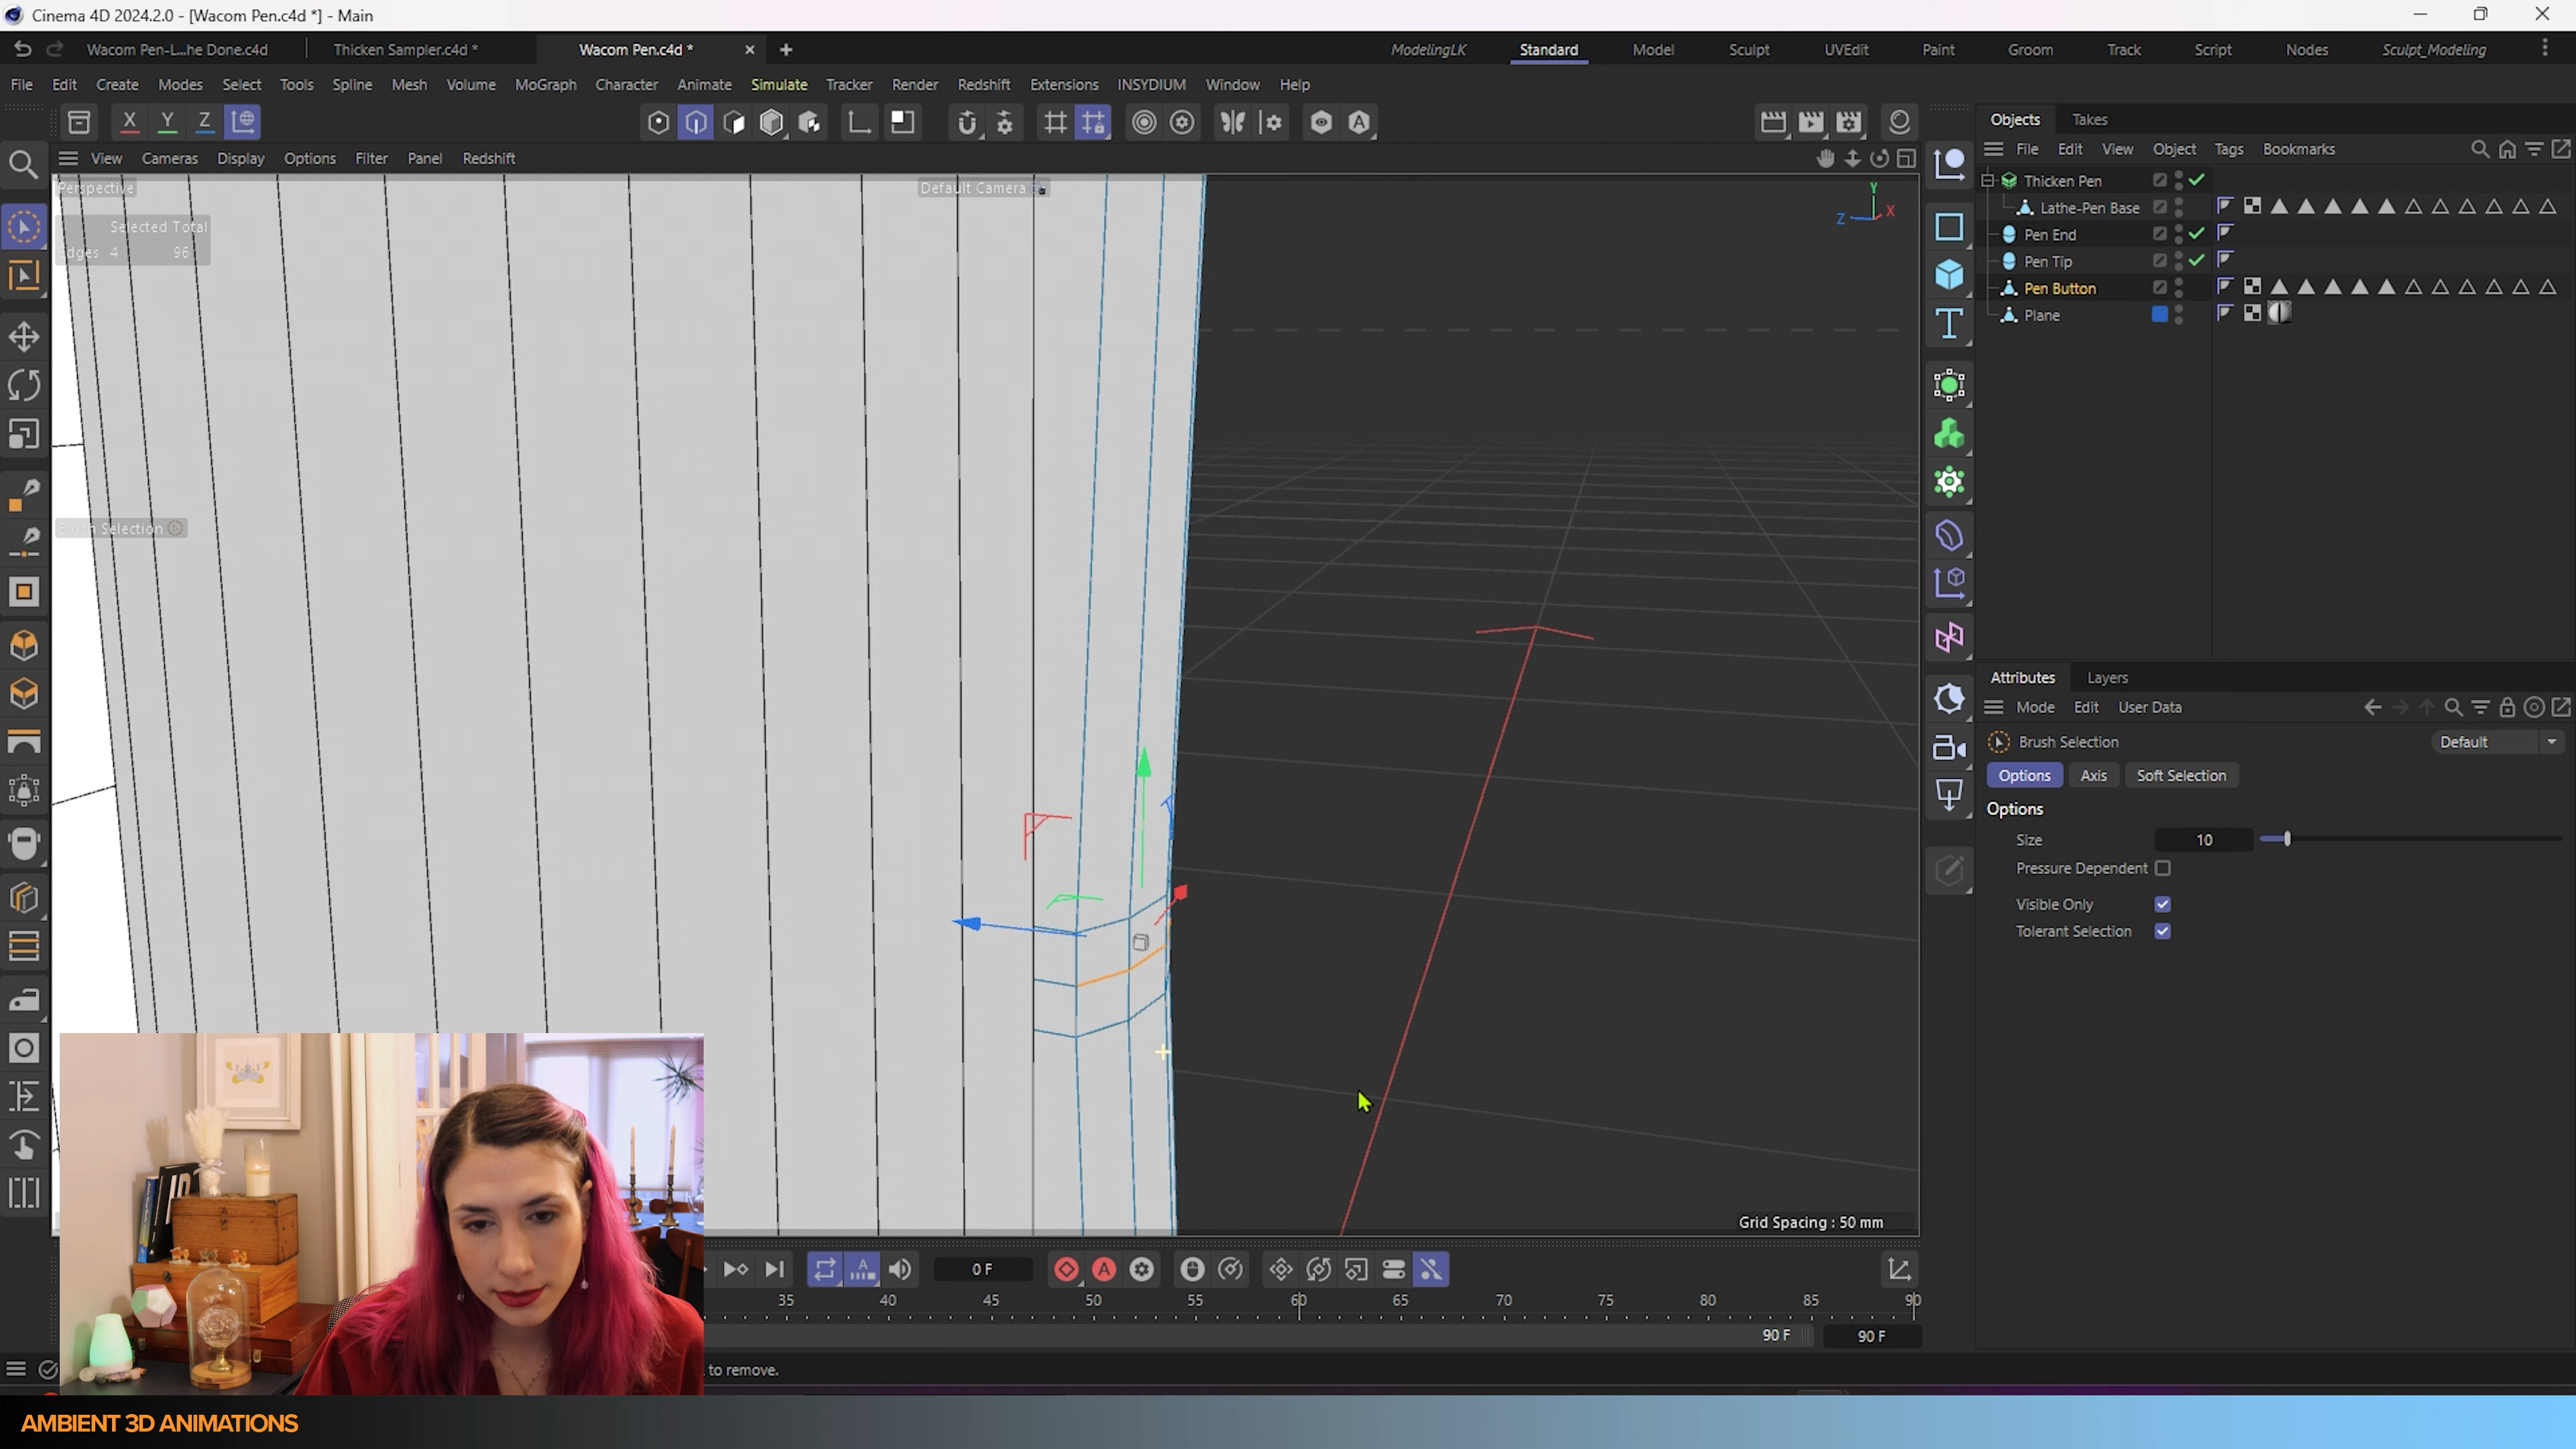 Cinema 4D 2024.2.0 - [Wacom Pen.c4d *] - Main
Wacom Pen-L...he Done.c4d Thicken Sampler.c4d * Wacom Pen.c4d * ModelingLK Standard Model Sculpt UVEdit Paint Groom Track Script Nodes Sculpt_Modeling
File Edit Create Modes Select Tools Spline Mesh Volume MoGraph Character Animate Simulate Tracker Render Redshift Extensions INSYDIUM Window Help
X Y Z
View Cameras Display Options Filter Panel Redshift
Perspective
Default Camera
Selected Total
Edges 4 96
Brush Selection
Y
Z X
Grid Spacing : 50 mm
Objects Takes
File Edit View Object Tags Bookmarks
Thicken Pen
Lathe-Pen Base
Pen End
Pen Tip
Pen Button
Plane
Attributes Layers
Mode Edit User Data
Brush Selection Default
Options Axis Soft Selection
Options
Size 10
Pressure Dependent
Visible Only
Tolerant Selection
0 F
35 40 45 50 55 60 65 70 75 80 85 90
90 F 90 F
to remove.
AMBIENT 3D ANIMATIONS